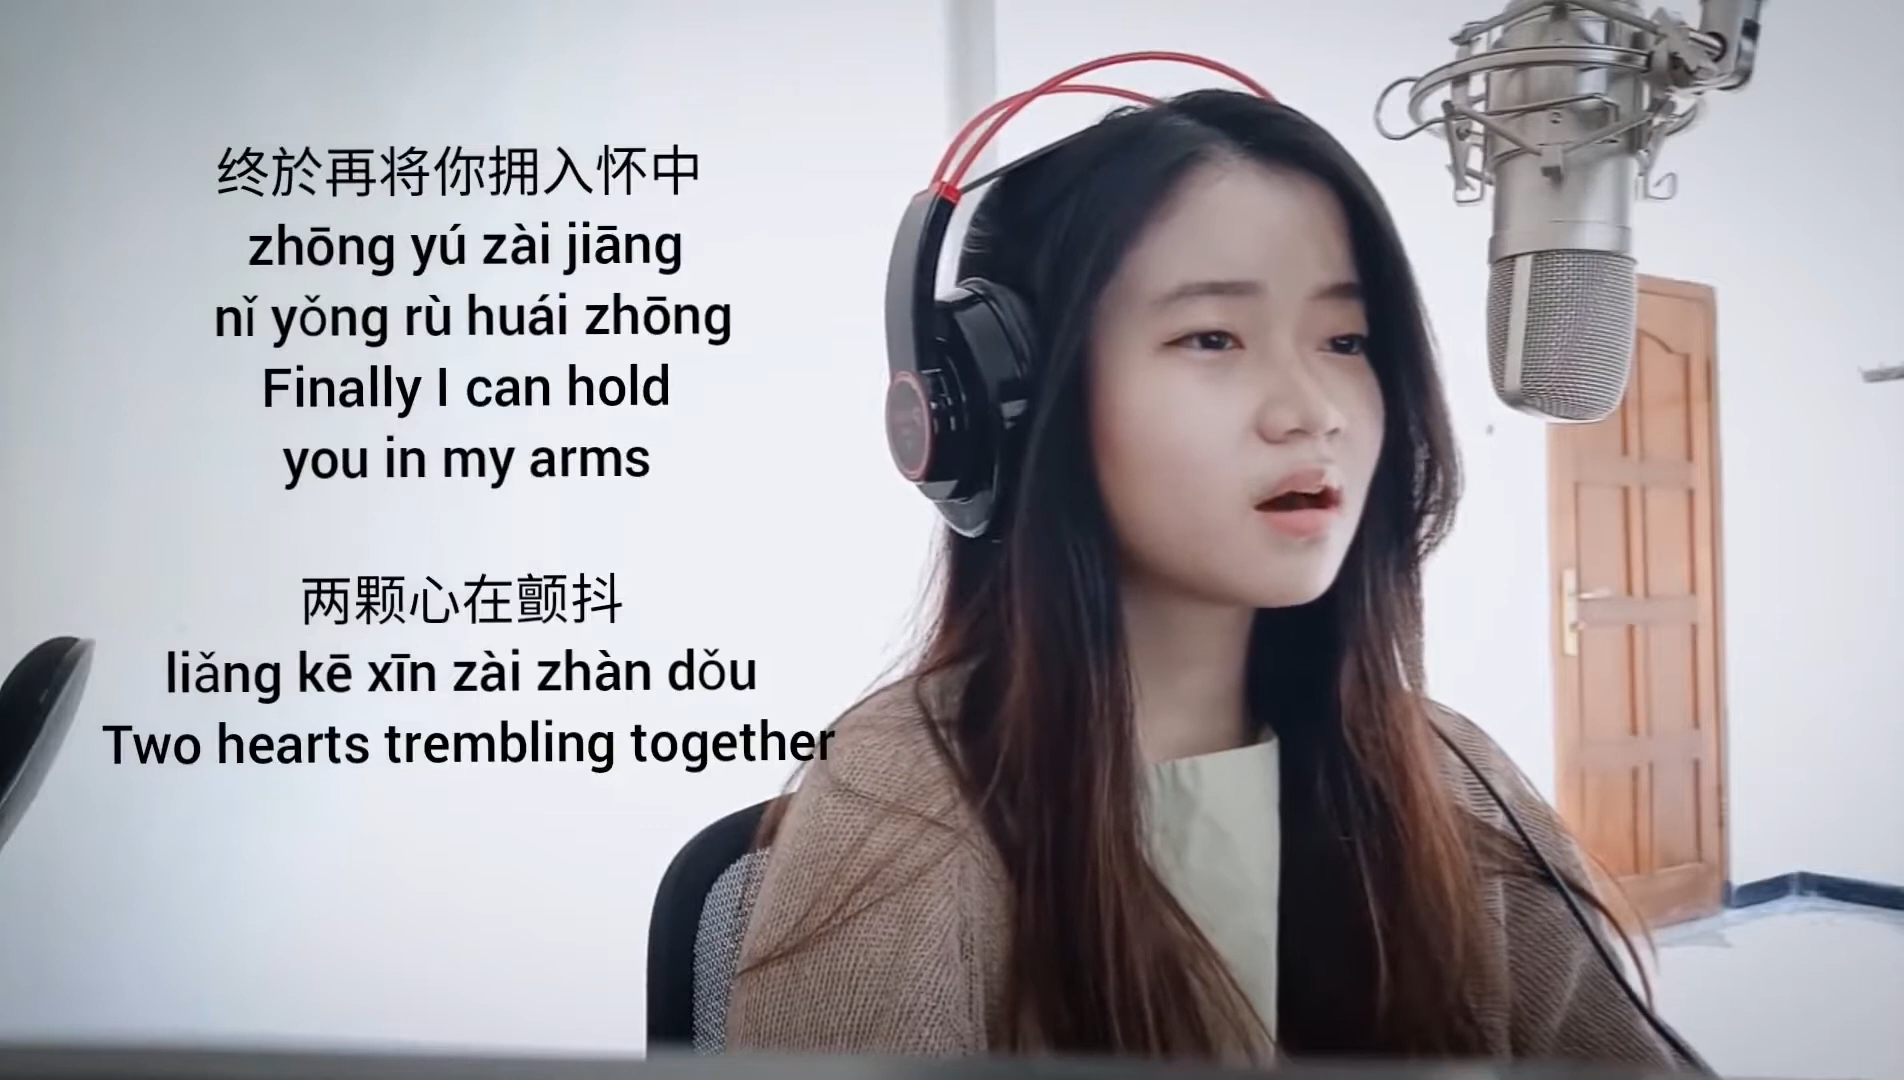 终於再将你拥入怀中
zhōng yú zài jiāng
nǐ yǒng rù huái zhōng
Finally I can hold
you in my arms
两颗心在颤抖
liǎng kē xīn zài zhàn dǒu
Two hearts trembling together